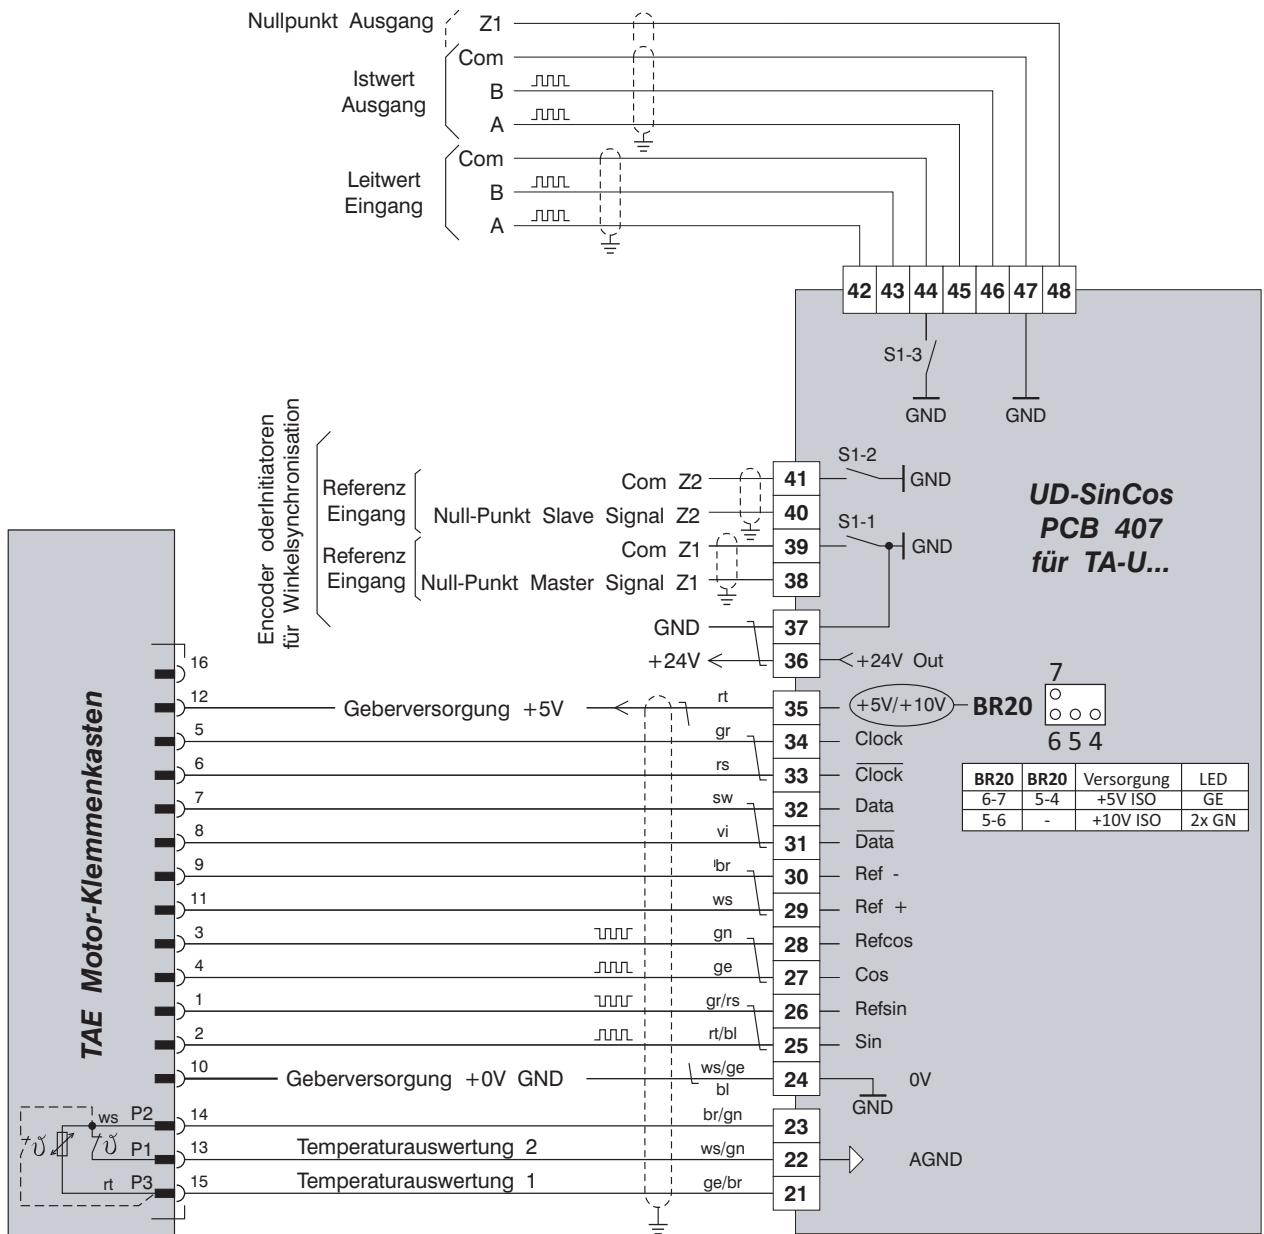 Nullpunkt Ausgang
Z1
Istwert
Ausgang
Com
B
A
Leitwert
Eingang
Com
B
A
42 43 44 45 46 47 48
S1-3
GND
GND
Encoder oderInitiatoren
für Winkelsynchronisation
Referenz
Eingang
Com Z2
41
S1-2
GND
Null-Punkt Slave Signal Z2
40
Referenz
Eingang
Com Z1
39
S1-1
GND
Null-Punkt Master Signal Z1
38
GND
37
+24V
36
+24V Out
UD-SinCos
PCB 407
für TA-U...
TAE Motor-Klemmenkasten
16
12 Geberversorgung +5V rt 35 +5V/+10V
BR20
7
6 5 4
5 gr 34 Clock
6 rs 33 Clock
7 sw 32 Data
8 vi 31 Data
9 br 30 Ref -
11 ws 29 Ref +
3 gn 28 Refcos
4 ge 27 Cos
1 gr/rs 26 Refsin
2 rt/bl 25 Sin
10 Geberversorgung +0V GND ws/ge bl 24 GND 0V
ws P2 14 br/gn 23
ϑ ϑ P1 13 Temperaturauswertung 2 ws/gn 22 AGND
rt P3 15 Temperaturauswertung 1 ge/br 21
BR20 BR20 Versorgung LED
6-7 5-4 +5V ISO GE
5-6 - +10V ISO 2x GN